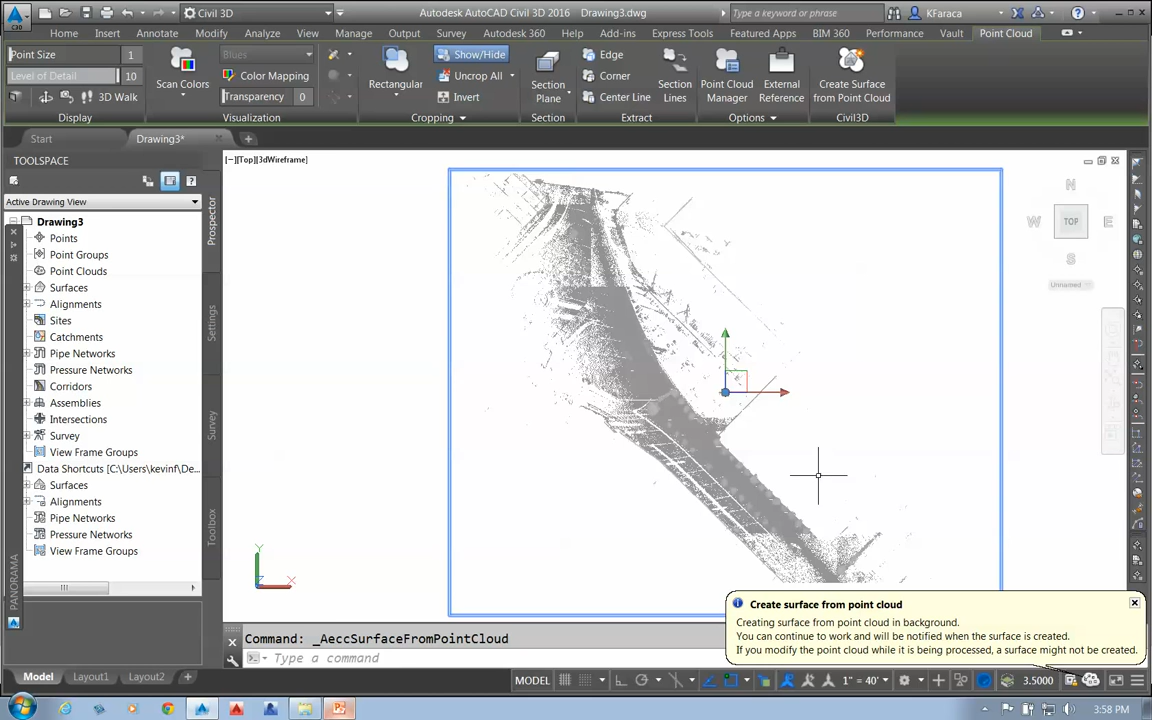 Civil 3D
Autodesk AutoCAD Civil 3D 2016 Drawing3.dwg
Type a keyword or phrase
KFaraca
C3D
Home Insert Annotate Modify Analyze View Manage Output Survey Autodesk 360 Help Add-ins Express Tools Featured Apps BIM 360 Performance Vault Point Cloud
Point Size 1
Level of Detail 10
3D Walk
Display
Scan Colors
Blues
Color Mapping
Transparency 0
Visualization
Rectangular
Show/Hide
Uncrop All
Invert
Cropping
Section
Plane
Section
Edge
Corner
Center Line
Section
Lines
Extract
Point Cloud
Manager
External
Reference
Options
Create Surface
from Point Cloud
Civil3D
Start Drawing3*
TOOLSPACE
Active Drawing View
Drawing3
Points
Point Groups
Point Clouds
Surfaces
Alignments
Sites
Catchments
Pipe Networks
Pressure Networks
Corridors
Assemblies
Intersections
Survey
View Frame Groups
Data Shortcuts [C:\Users\kevinf\De...
Surfaces
Alignments
Pipe Networks
Pressure Networks
View Frame Groups
Prospector
Settings
Survey
Toolbox
PANORAMA
[−][Top][3dWireframe]
N
W TOP E
S
Unnamed
Y
X
Z
Command: _AeccSurfaceFromPointCloud
Type a command
Create surface from point cloud
Creating surface from point cloud in background.
You can continue to work and will be notified when the surface is created.
If you modify the point cloud while it is being processed, a surface might not be created.
Model Layout1 Layout2
MODEL 1" = 40' 3.5000
3:58 PM